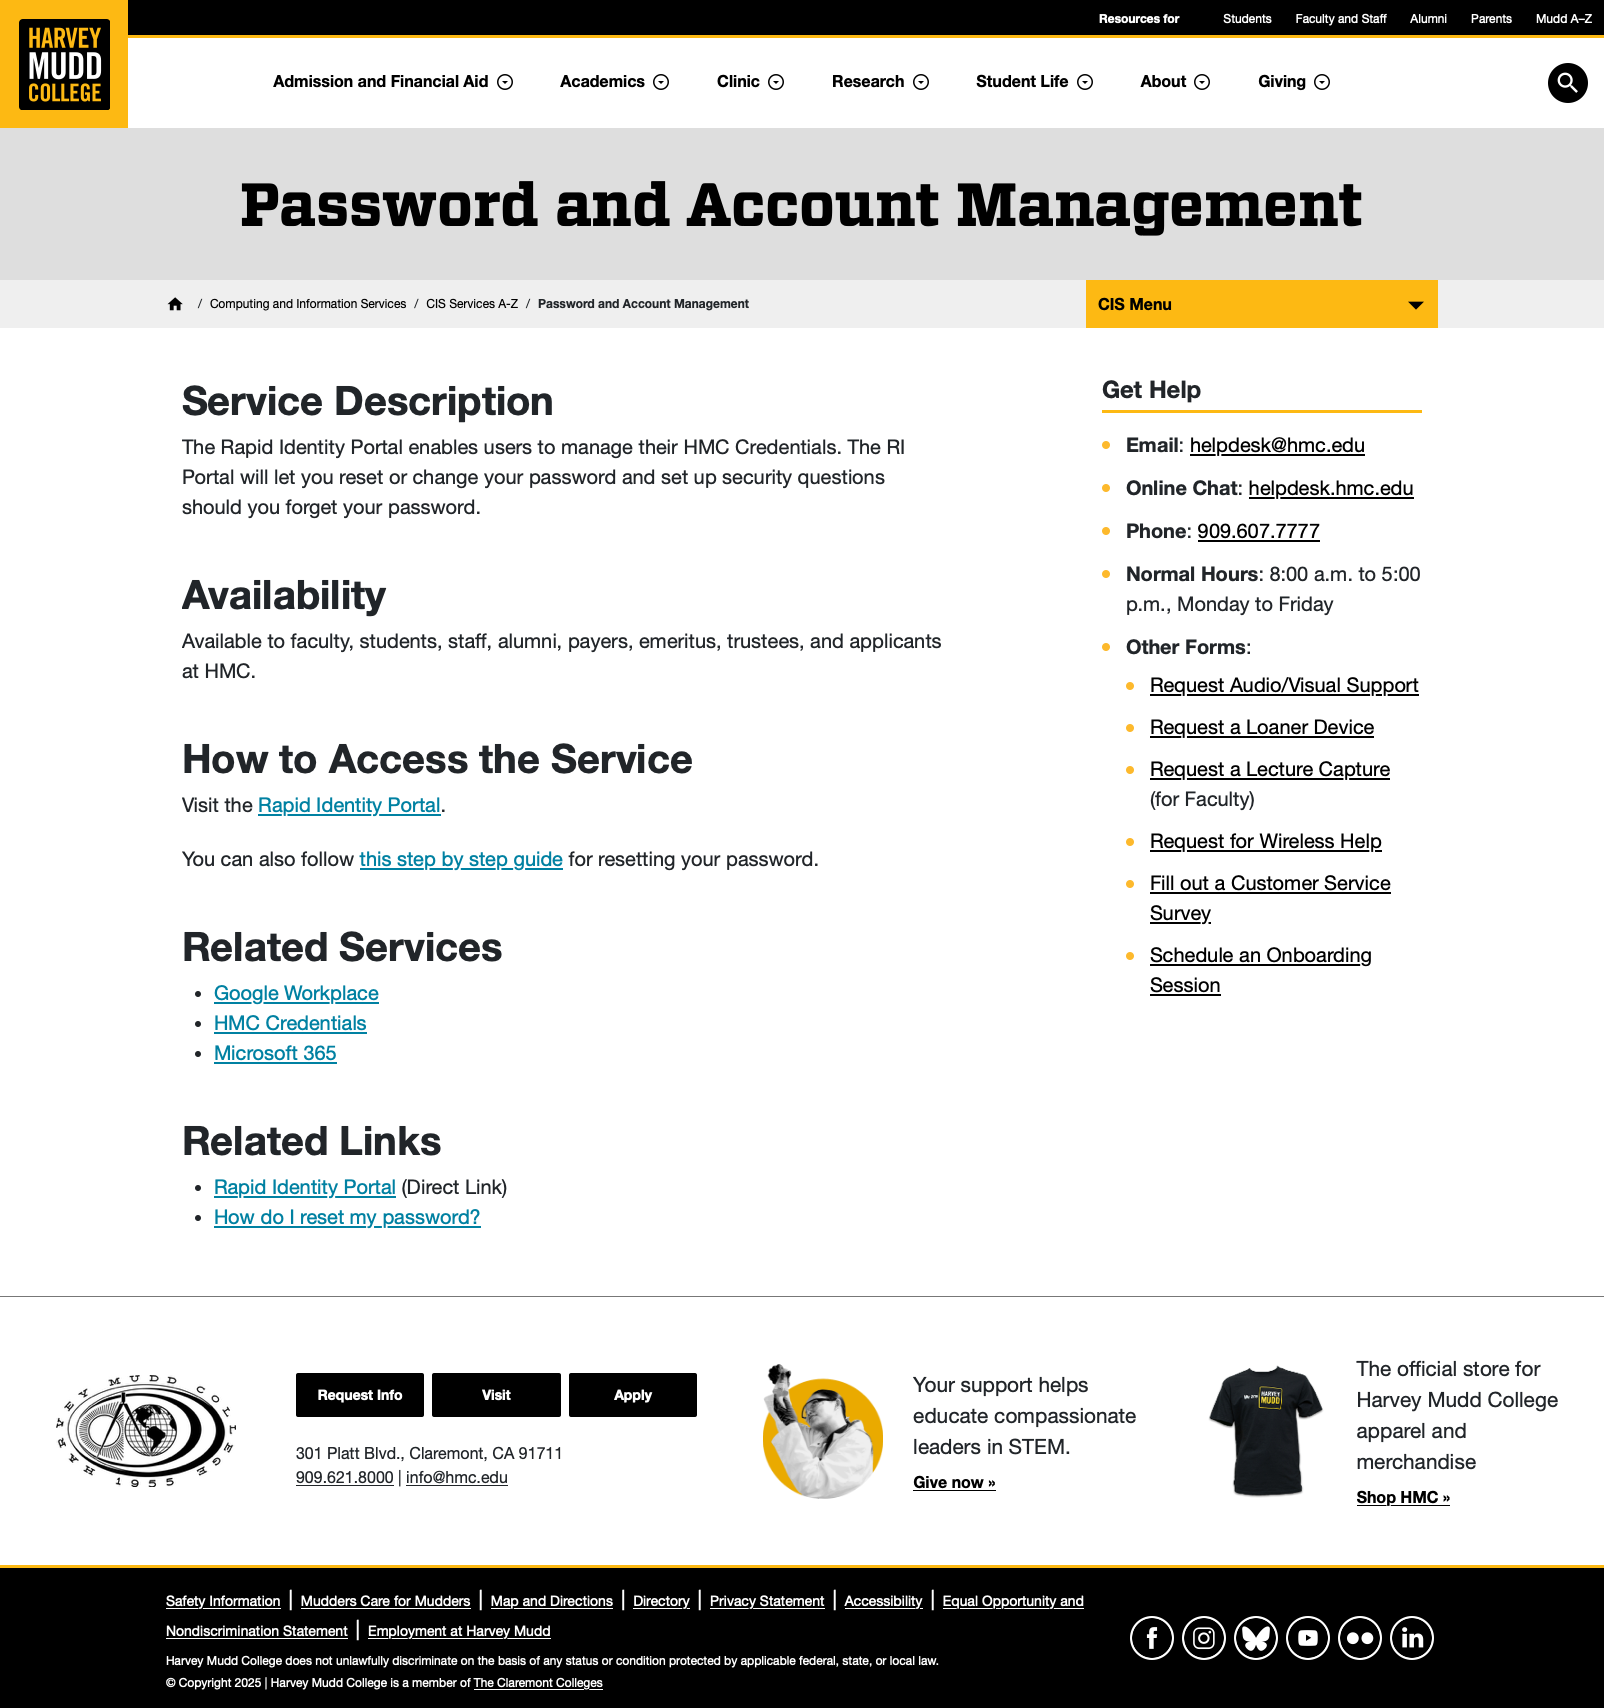 HARVEY
MUDD
COLLEGE
Resources for Students Faculty and Staff Alumni Parents Mudd A–Z
Admission and Financial Aid Academics Clinic Research Student Life About Giving
Password and Account Management
/ Computing and Information Services / CIS Services A-Z / Password and Account Management
CIS Menu
Service Description
The Rapid Identity Portal enables users to manage their HMC Credentials. The RI
Portal will let you reset or change your password and set up security questions
should you forget your password.
Availability
Available to faculty, students, staff, alumni, payers, emeritus, trustees, and applicants
at HMC.
How to Access the Service
Visit the Rapid Identity Portal.
You can also follow this step by step guide for resetting your password.
Related Services
• Google Workplace
• HMC Credentials
• Microsoft 365
Related Links
• Rapid Identity Portal (Direct Link)
• How do I reset my password?
Get Help
• Email: helpdesk@hmc.edu
• Online Chat: helpdesk.hmc.edu
• Phone: 909.607.7777
• Normal Hours: 8:00 a.m. to 5:00
p.m., Monday to Friday
• Other Forms:
• Request Audio/Visual Support
• Request a Loaner Device
• Request a Lecture Capture
(for Faculty)
• Request for Wireless Help
• Fill out a Customer Service
Survey
• Schedule an Onboarding
Session
HARVEY MUDD COLLEGE
1955
Request Info Visit Apply
301 Platt Blvd., Claremont, CA 91711
909.621.8000 | info@hmc.edu
Your support helps
educate compassionate
leaders in STEM.
Give now »
We are HARVEY
MUDD
The official store for
Harvey Mudd College
apparel and
merchandise
Shop HMC »
Safety Information | Mudders Care for Mudders | Map and Directions | Directory | Privacy Statement | Accessibility | Equal Opportunity and
Nondiscrimination Statement | Employment at Harvey Mudd
Harvey Mudd College does not unlawfully discriminate on the basis of any status or condition protected by applicable federal, state, or local law.
© Copyright 2025 | Harvey Mudd College is a member of The Claremont Colleges